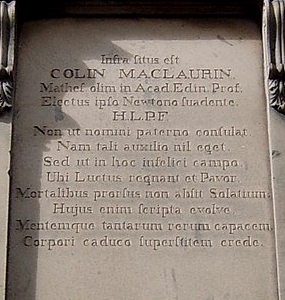 Infra ſitus eſt
COLIN MACLAURIN.
Matheſ. olim in Acad. Edin. Prof.
Electus ipſo Newtono ſuadente.
H.L.P.F.
Non ut nomini paterno conſulat,
Nam tali auxilio nil eget;
Sed ut in hoc infelici campo,
Ubi Luctus regnant et Pavor,
Mortalibus prorſus non abſit Solatium:
Hujus enim ſcripta evolve,
Mentemque tantarum rerum capacem,
Corpori caduco ſuperſtitem crede.